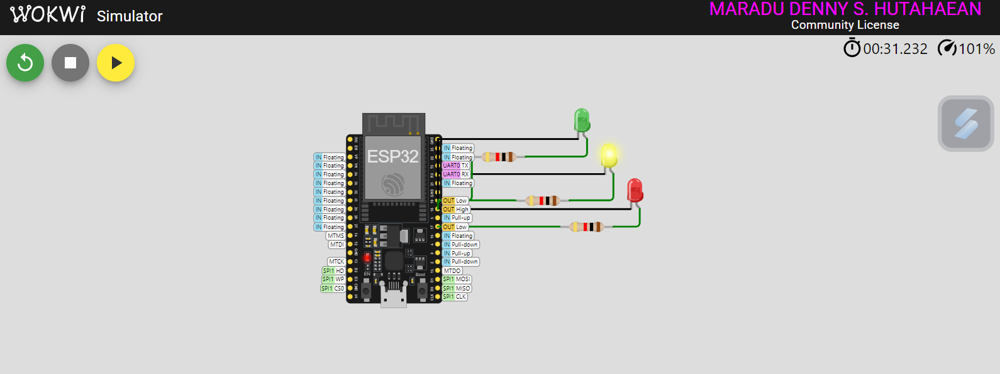 WOKWi Simulator
MARADU DENNY S. HUTAHAEAN
Community License
00:31.232 101%
ESP32
IN Floating
IN Floating
IN Floating
IN Floating
IN Floating
IN Floating
IN Floating
IN Floating
IN Floating
MTMS
MTDI
MTCK
SPI1 HD
SPI1 WP
SPI1 CS0
IN Floating
IN Floating
UART0 TX
UART0 RX
IN Floating
OUT Low
OUT High
IN Pull-up
OUT Low
IN Floating
IN Pull-down
IN Pull-up
IN Pull-down
MTDO
SPI1 MOSI
SPI1 MISO
SPI1 CLK
EN
Boot